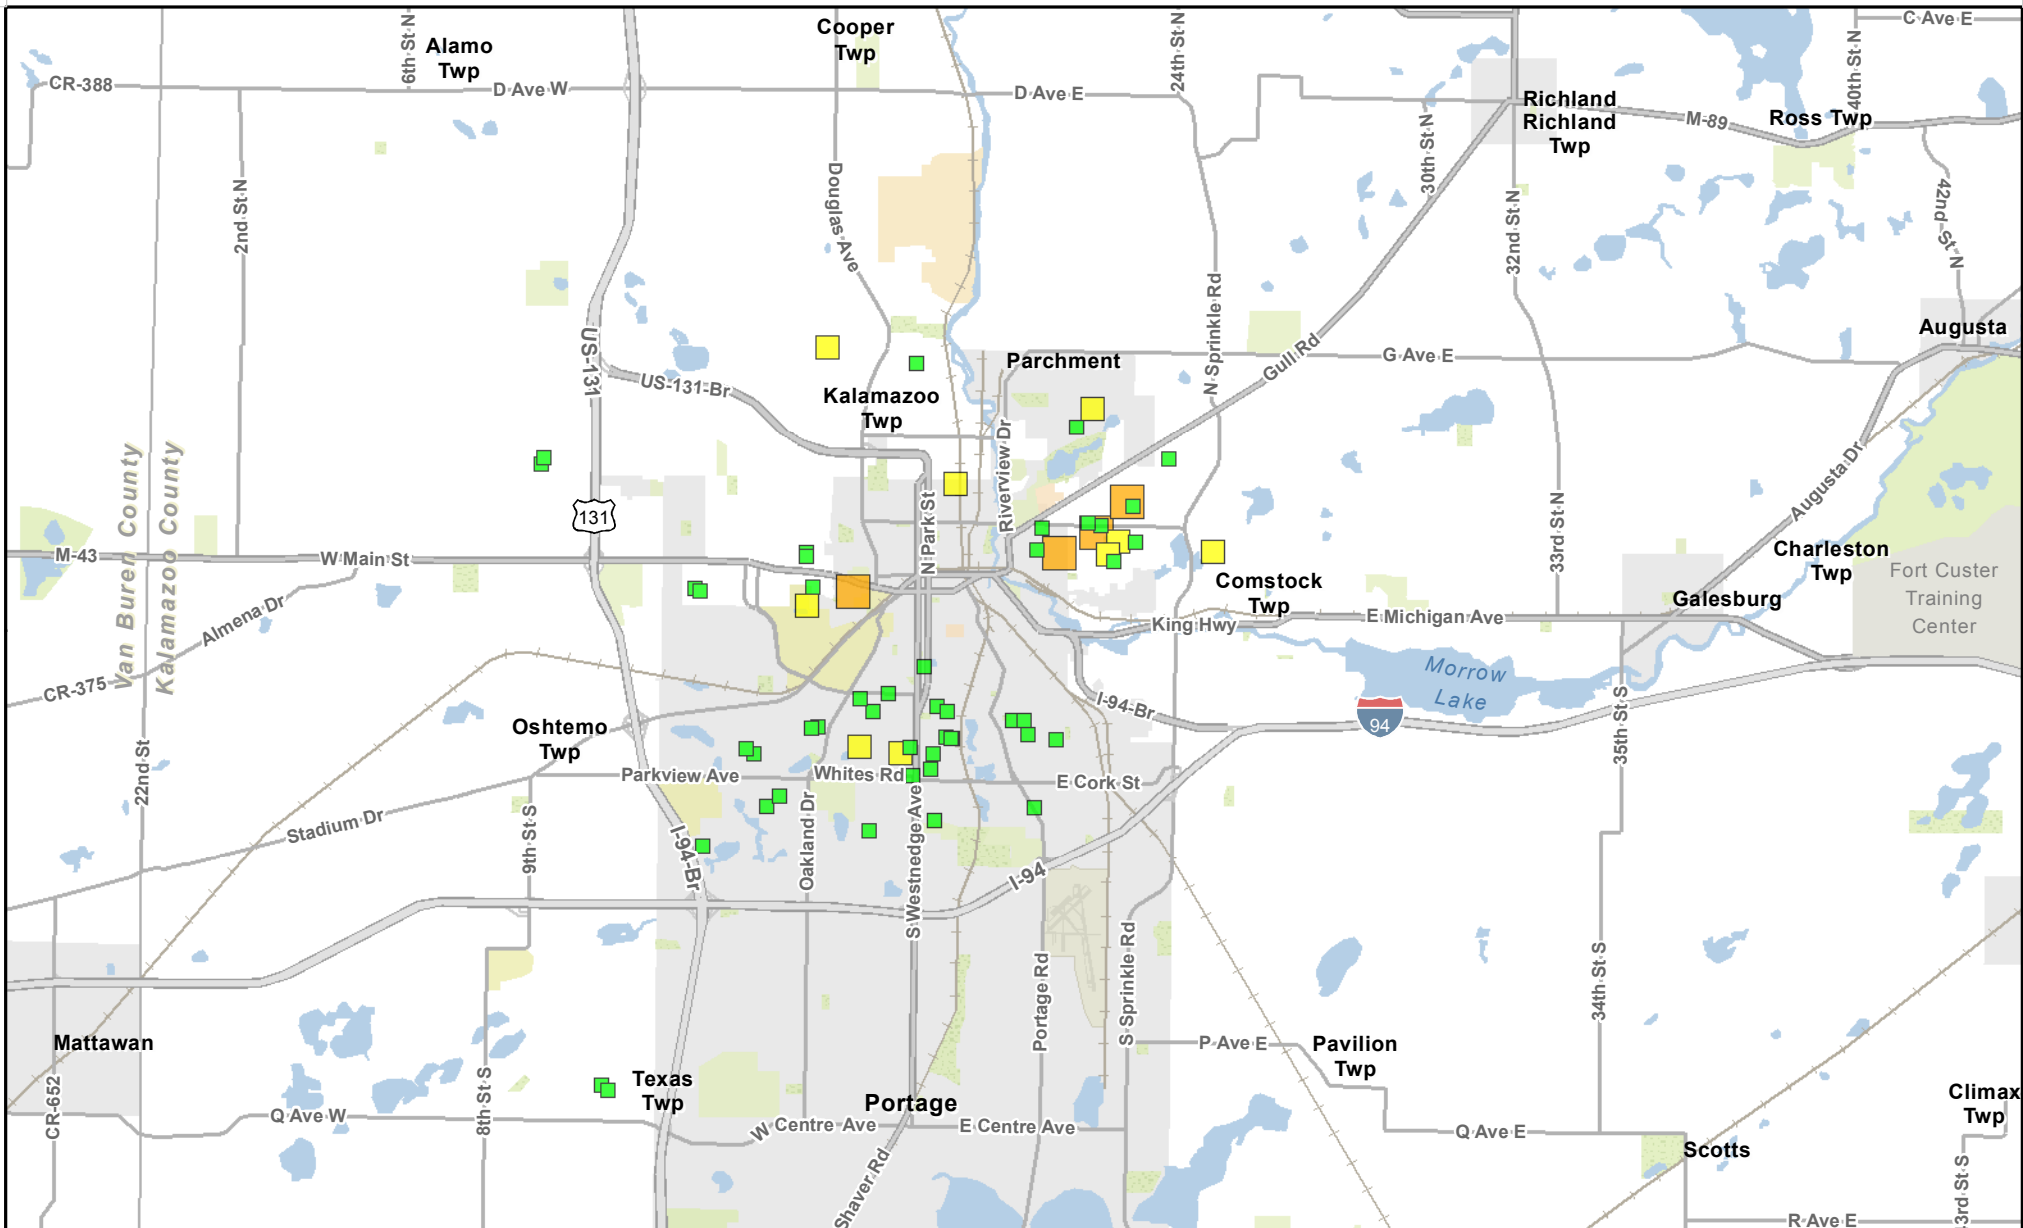 C Ave E
6th St N
Alamo
Twp
Cooper
Twp
24th St N
40th St N
CR-388
D Ave W
D Ave E
Richland
Richland
Twp
M-89
Ross Twp
30th St N
2nd St N
Douglas Ave
32nd St N
42nd St N
N Sprinkle Rd
US-131
US-131-Br
Parchment
Gull Rd
G Ave E
Augusta
Kalamazoo
Twp
Riverview Dr
Van Buren County
Kalamazoo County
131
N Park St
33rd St N
Augusta Dr
M-43
W Main St
Charleston
Twp
Fort Custer
Training
Center
Comstock
Twp
Galesburg
Almena Dr
King Hwy
E Michigan Ave
CR-375
Morrow
Lake
I-94-Br
94
35th St S
Oshtemo
Twp
22nd St
Parkview Ave
Whites Rd
E Cork St
Stadium Dr
9th St S
I-94-Br
Oakland Dr
S Westnedge Ave
I-94
S Sprinkle Rd
34th St S
Portage Rd
Mattawan
P Ave E
Pavilion
Twp
CR-652
8th St S
Texas
Twp
Q Ave W
Portage
W Centre Ave
E Centre Ave
Q Ave E
Climax
Twp
Scotts
Shaver Rd
3rd St S
R Ave E